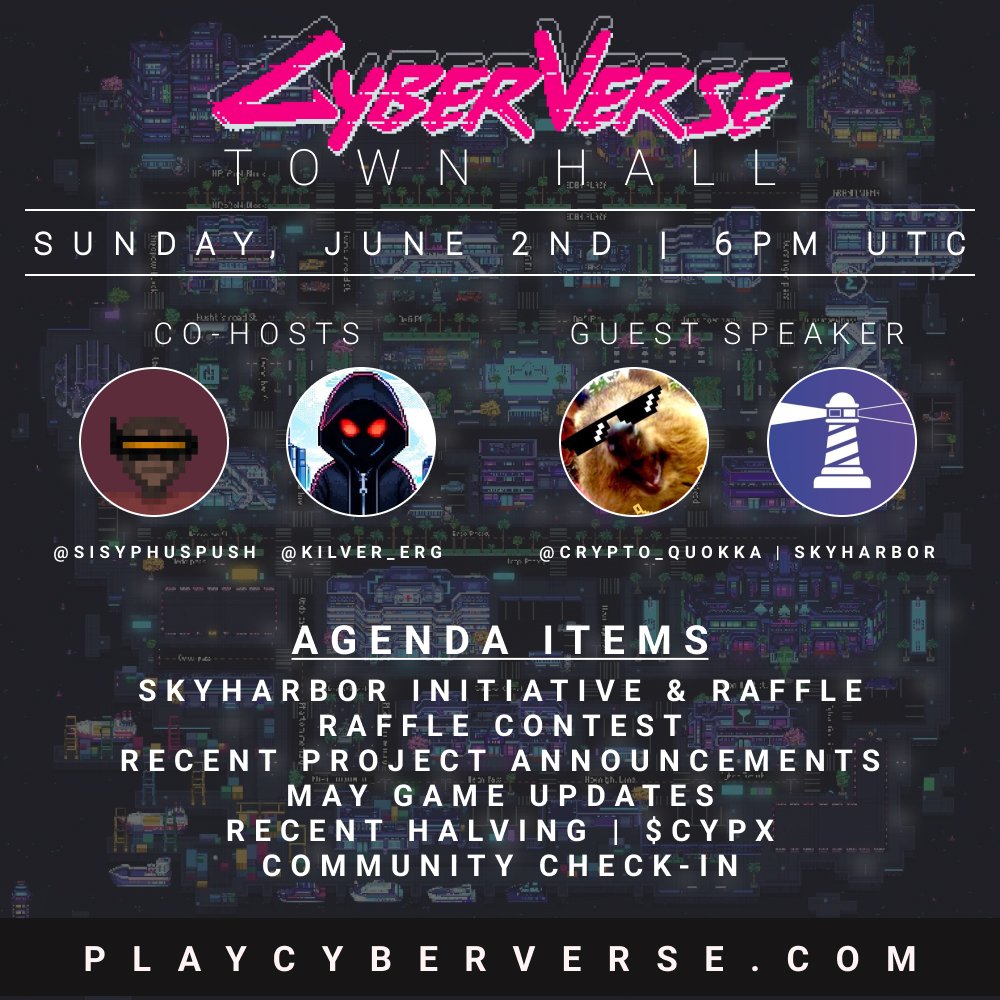 CYBERVERSE
TOWN HALL
SUNDAY, JUNE 2ND | 6PM UTC
CO-HOSTS
GUEST SPEAKER
@SISYPHUSPUSH @KILVER_ERG
@CRYPTO_QUOKKA | SKYHARBOR
AGENDA ITEMS
SKYHARBOR INITIATIVE & RAFFLE
RAFFLE CONTEST
RECENT PROJECT ANNOUNCEMENTS
MAY GAME UPDATES
RECENT HALVING | $CYPX
COMMUNITY CHECK-IN
PLAYCYBERVERSE.COM